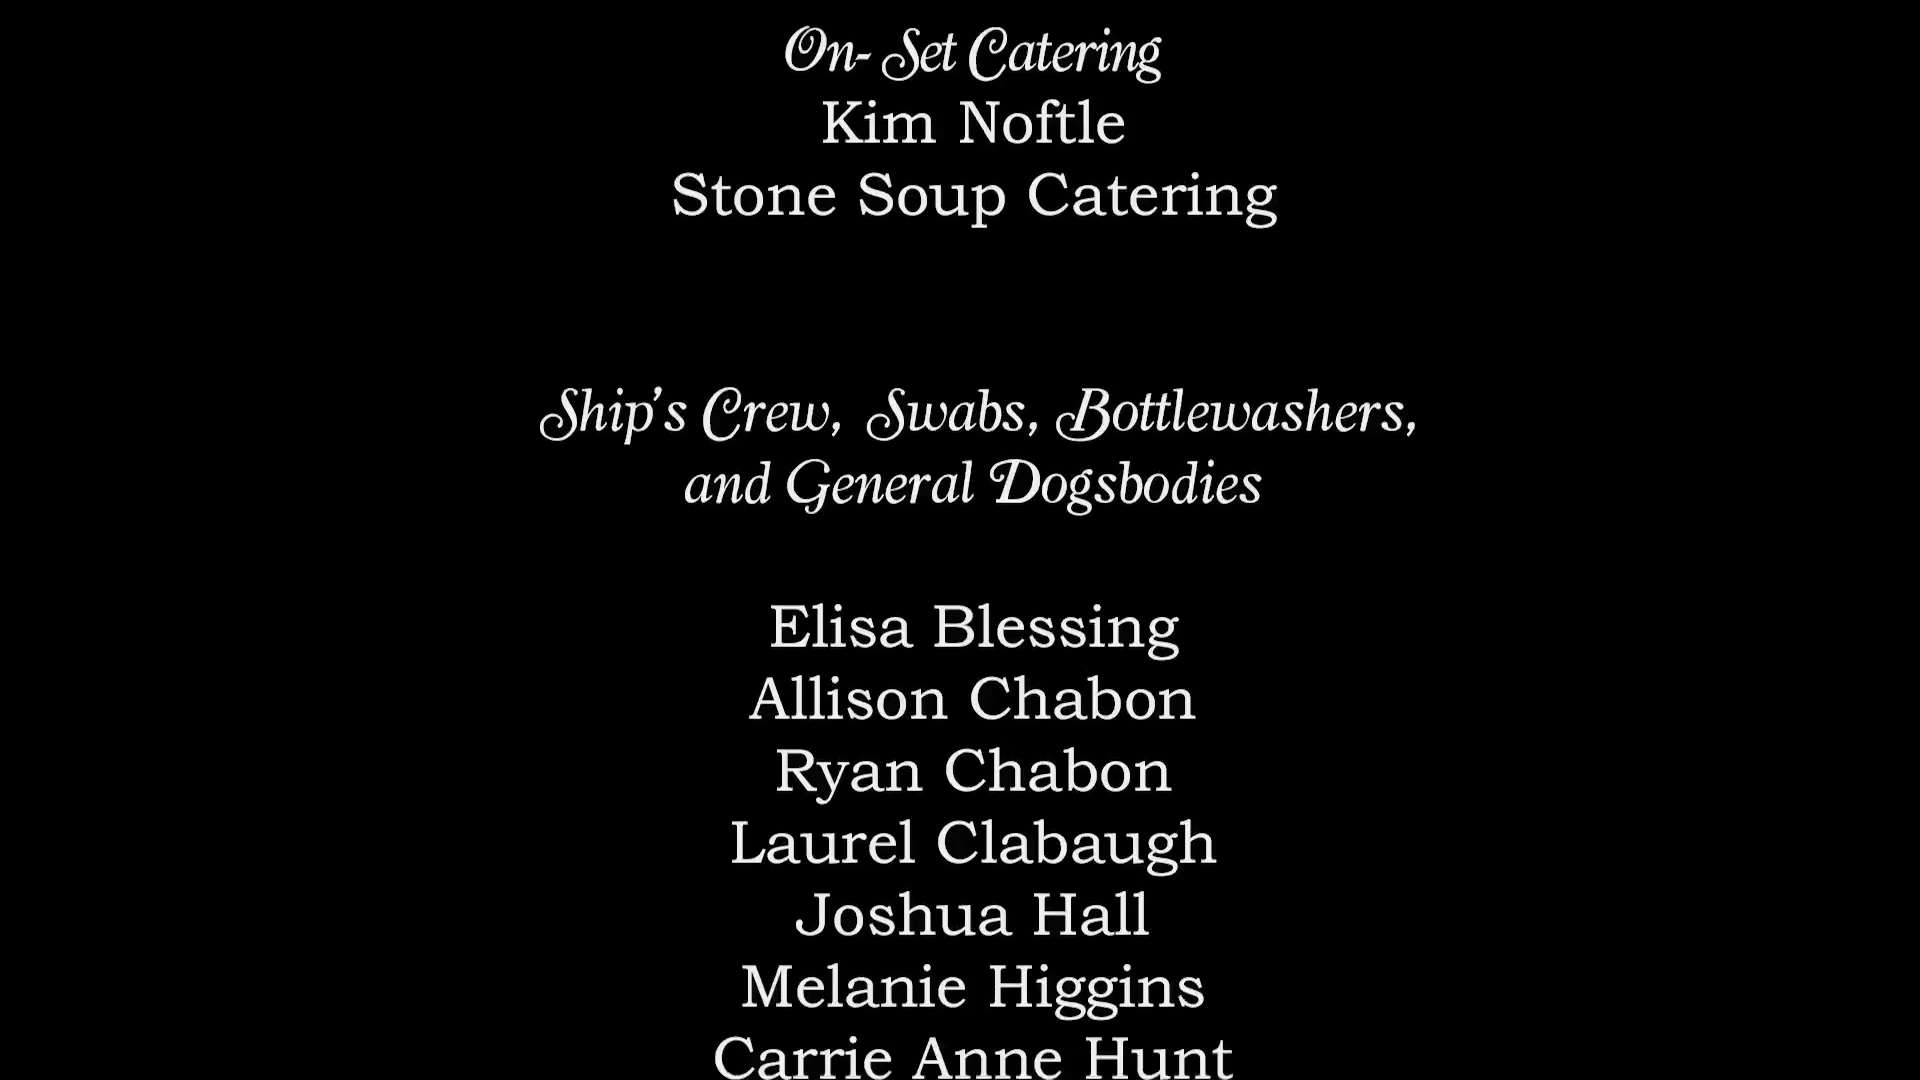 On- Set Catering
Kim Noftle
Stone Soup Catering
Ship's Crew, Swabs, Bottlewashers,
and General Dogsbodies
Elisa Blessing
Allison Chabon
Ryan Chabon
Laurel Clabaugh
Joshua Hall
Melanie Higgins
Carrie Anne Hunt